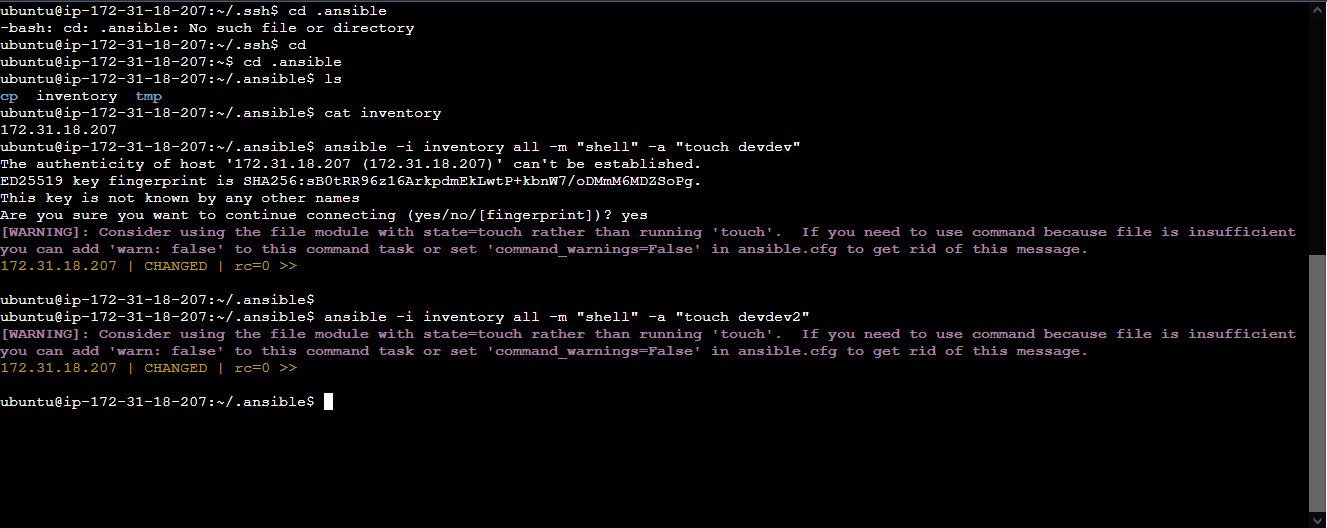 ubuntu@ip-172-31-18-207:~/.ssh$ cd .ansible
-bash: cd: .ansible: No such file or directory
ubuntu@ip-172-31-18-207:~/.ssh$ cd
ubuntu@ip-172-31-18-207:~$ cd .ansible
ubuntu@ip-172-31-18-207:~/.ansible$ ls
cp  inventory  tmp
ubuntu@ip-172-31-18-207:~/.ansible$ cat inventory
172.31.18.207
ubuntu@ip-172-31-18-207:~/.ansible$ ansible -i inventory all -m "shell" -a "touch devdev"
The authenticity of host '172.31.18.207 (172.31.18.207)' can't be established.
ED25519 key fingerprint is SHA256:sB0tRR96z16ArkpdmEkLwtP+kbnW7/oDMmM6MDZSoPg.
This key is not known by any other names
Are you sure you want to continue connecting (yes/no/[fingerprint])? yes
[WARNING]: Consider using the file module with state=touch rather than running 'touch'.  If you need to use command because file is insufficient
you can add 'warn: false' to this command task or set 'command_warnings=False' in ansible.cfg to get rid of this message.
172.31.18.207 | CHANGED | rc=0 >>
ubuntu@ip-172-31-18-207:~/.ansible$
ubuntu@ip-172-31-18-207:~/.ansible$ ansible -i inventory all -m "shell" -a "touch devdev2"
[WARNING]: Consider using the file module with state=touch rather than running 'touch'.  If you need to use command because file is insufficient
you can add 'warn: false' to this command task or set 'command_warnings=False' in ansible.cfg to get rid of this message.
172.31.18.207 | CHANGED | rc=0 >>
ubuntu@ip-172-31-18-207:~/.ansible$